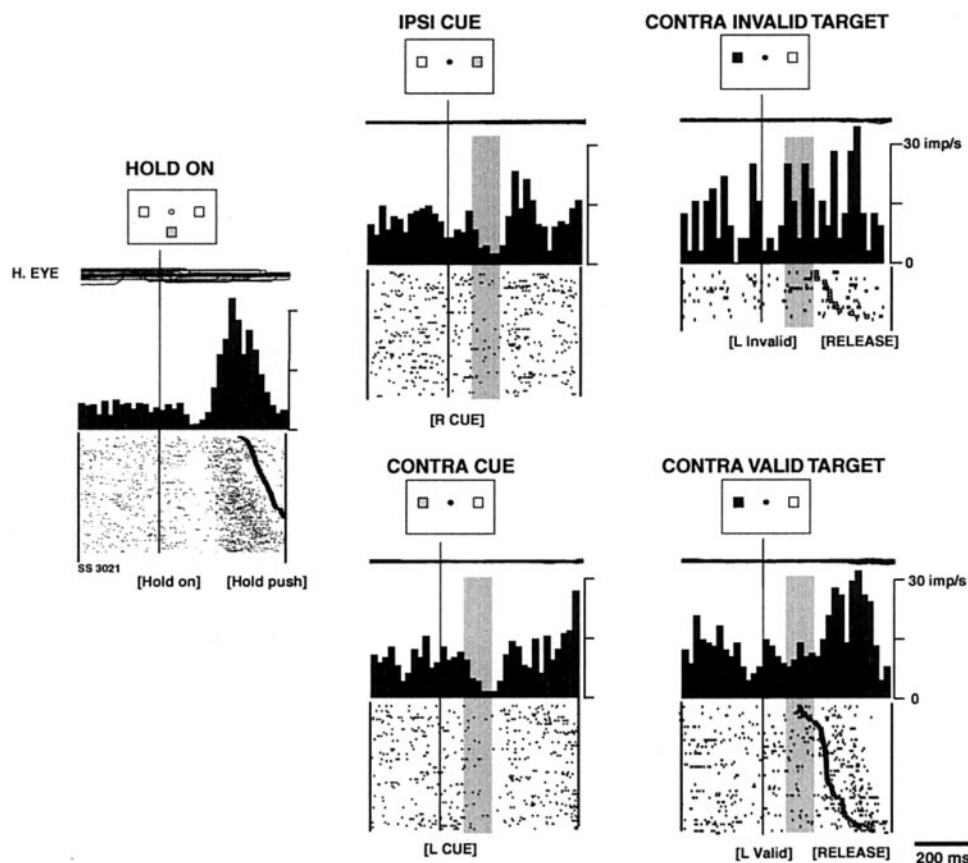 HOLD ON
H. EYE
SS 3021
[Hold on] [Hold push]
IPSI CUE
[R CUE]
CONTRA INVALID TARGET
30 imp/s
0
[L Invalid] [RELEASE]
CONTRA CUE
[L CUE]
CONTRA VALID TARGET
30 imp/s
0
[L Valid] [RELEASE]
200 ms